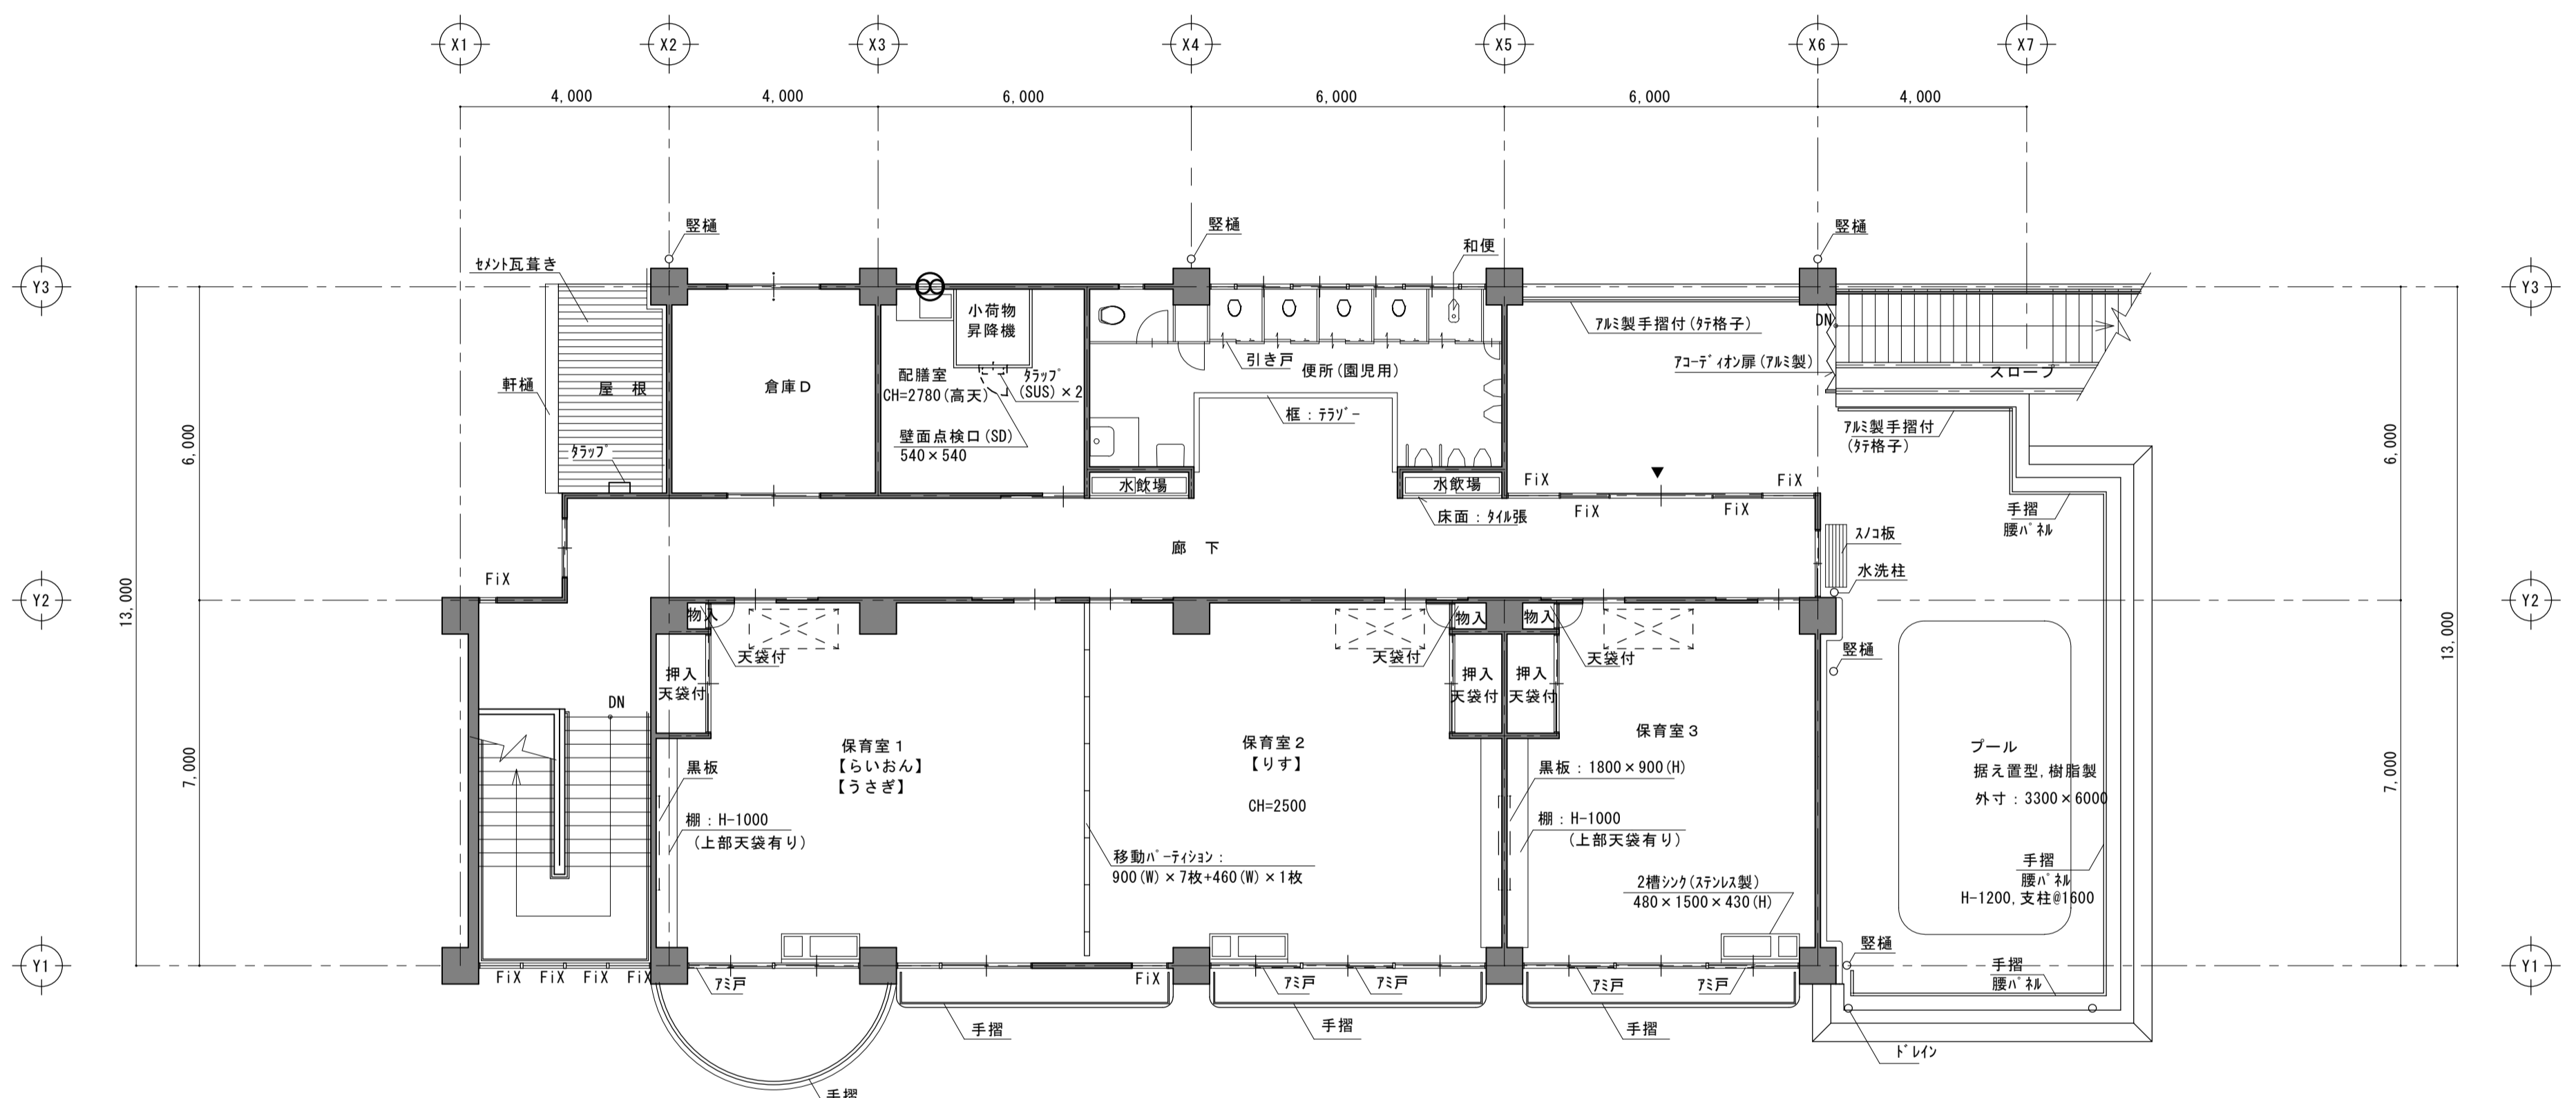 X1
X2
X3
X4
X5
X6
X7
4,000
4,000
6,000
6,000
6,000
4,000
竪樋
竪樋
和便
竪樋
セメント瓦葺き
Y3
Y3
小荷物
昇降機
アルミ製手摺付(タテ格子)
DN
引き戸
便所(園児用)
アコーディオン扉(アルミ製)
スロープ
軒樋
屋 根
倉庫D
配膳室
CH=2780(高天)
タラップ
(SUS)×2
框:テラゾー
アルミ製手摺付
(タテ格子)
壁面点検口(SD)
540×540
タラップ
6,000
6,000
水飲場
水飲場
FiX
FiX
FiX
FiX
床面:タイル張
手摺
腰パネル
スノコ板
廊 下
水洗柱
FiX
Y2
Y2
13,000
13,000
物入
物入
物入
天袋付
天袋付
天袋付
竪樋
押入
天袋付
押入
天袋付
押入
天袋付
DN
保育室1
【らいおん】
【うさぎ】
保育室2
【りす】
CH=2500
保育室3
プール
据え置型,樹脂製
外寸:3300×6000
7,000
7,000
黒板
黒板:1800×900(H)
棚:H-1000
(上部天袋有り)
棚:H-1000
(上部天袋有り)
移動パーティション:
900(W)×7枚+460(W)×1枚
手摺
腰パネル
H-1200,支柱@1600
2槽シンク(ステンレス製)
480×1500×430(H)
竪樋
Y1
Y1
FiX
FiX
FiX
FiX
アミ戸
FiX
アミ戸
アミ戸
アミ戸
アミ戸
手摺
腰パネル
手摺
手摺
手摺
ドレイン
手摺